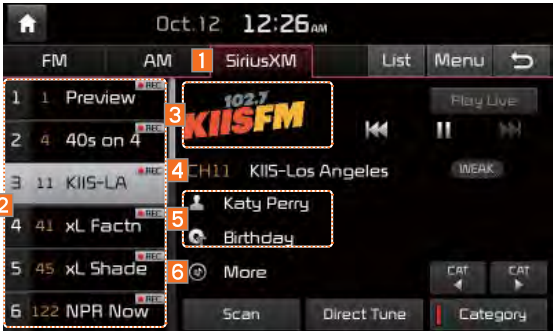 Oct.12 12:26 AM
FM AM 1 SiriusXM List Menu
1 1 Preview REC
2 4 40s on 4 REC
3 11 KIIS-LA REC
4 41 xL Factn REC
5 45 xL Shade REC
6 122 NPR Now REC
2
3
102.7
KIISFM
Play Live
4 CH11 KIIS-Los Angeles WEAK
5
Katy Perry
Birthday
6 More
CAT CAT
Scan Direct Tune Category